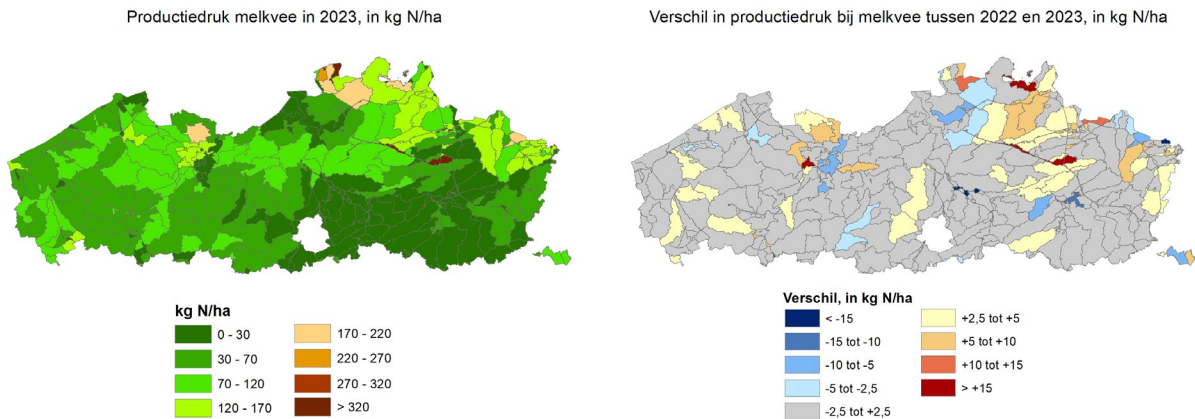 Productiedruk melkvee in 2023, in kg N/ha
kg N/ha
0 - 30
30 - 70
70 - 120
120 - 170
170 - 220
220 - 270
270 - 320
> 320
Verschil in productiedruk bij melkvee tussen 2022 en 2023, in kg N/ha
Verschil, in kg N/ha
< -15
-15 tot -10
-10 tot -5
-5 tot -2,5
-2,5 tot +2,5
+2,5 tot +5
+5 tot +10
+10 tot +15
> +15